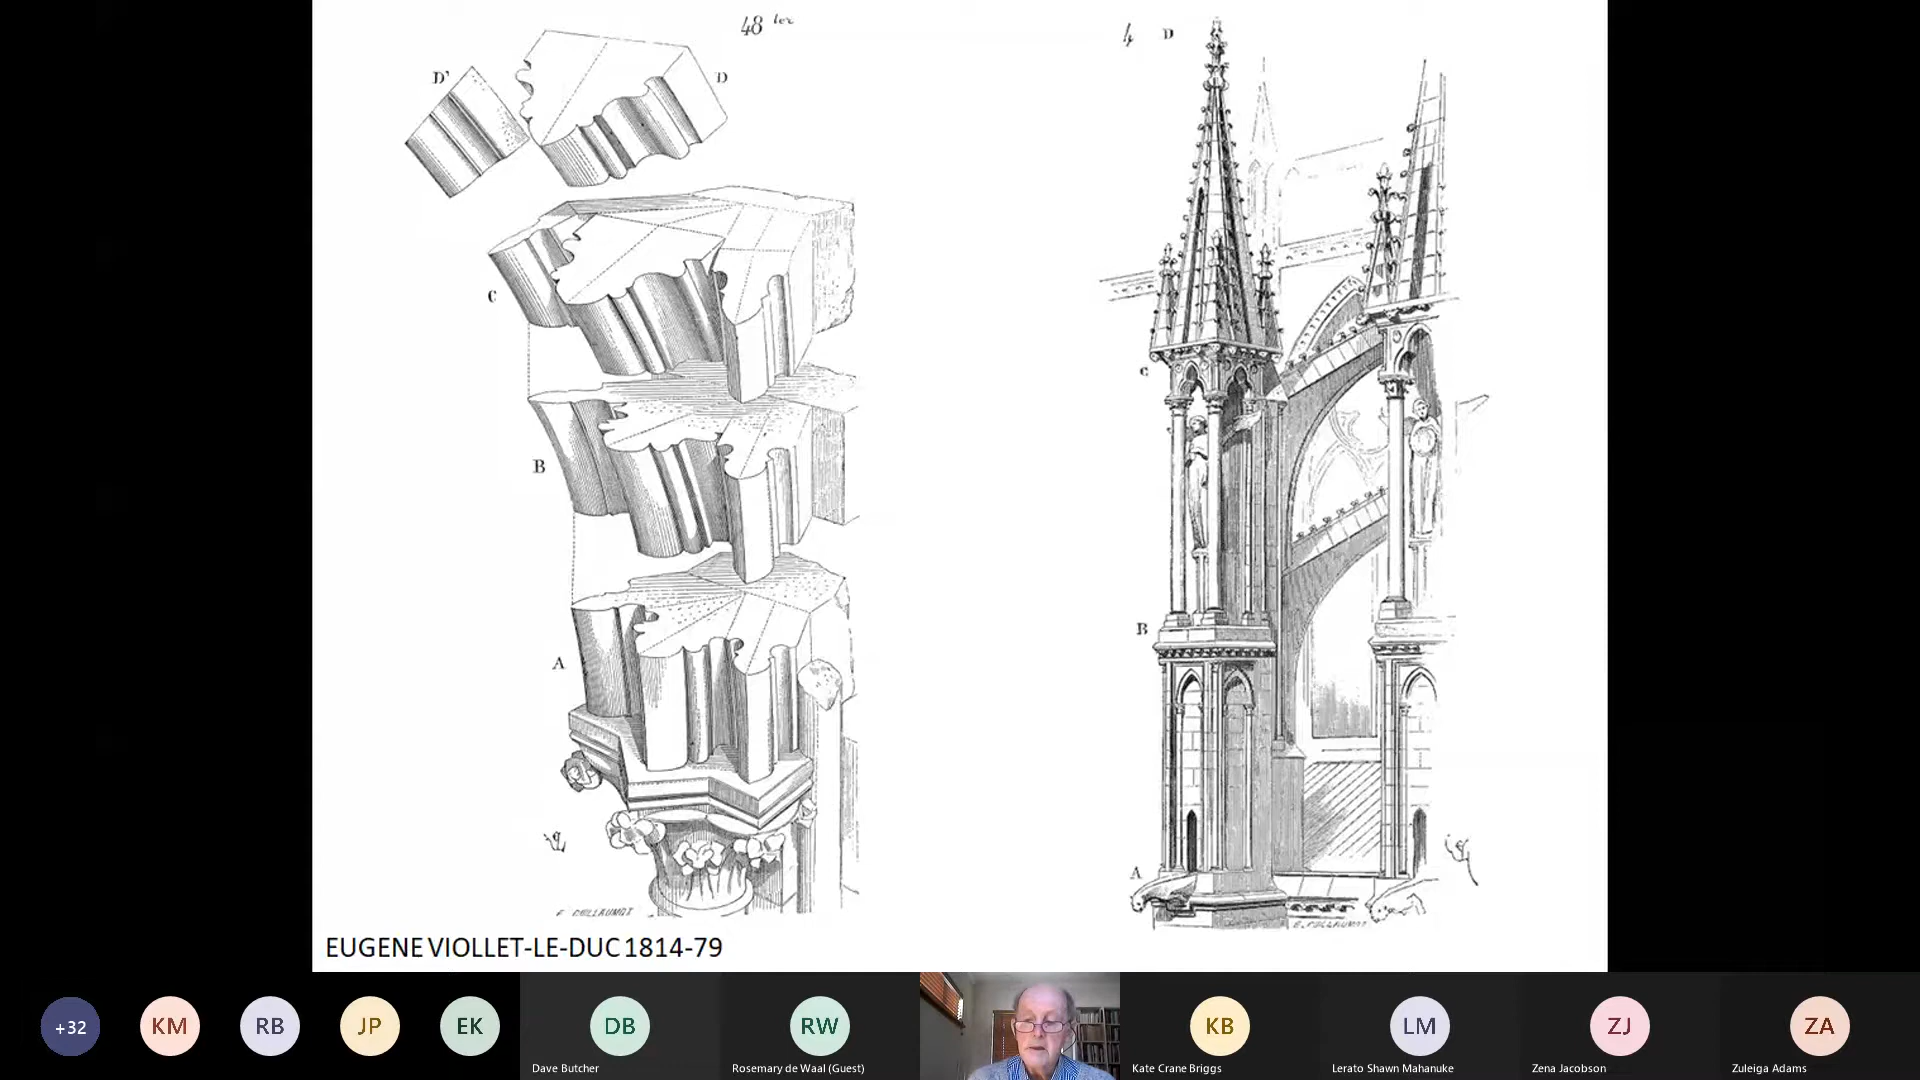 48 ter
D'
D
C
B
A
4
D
C
B
A
EUGENE VIOLLET-LE-DUC 1814-79
+32
KM
RB
JP
EK
DB
RW
KB
LM
ZJ
ZA
Dave Butcher
Rosemary de Waal (Guest)
Kate Crane Briggs
Lerato Shawn Mahanuke
Zena Jacobson
Zuleiga Adams